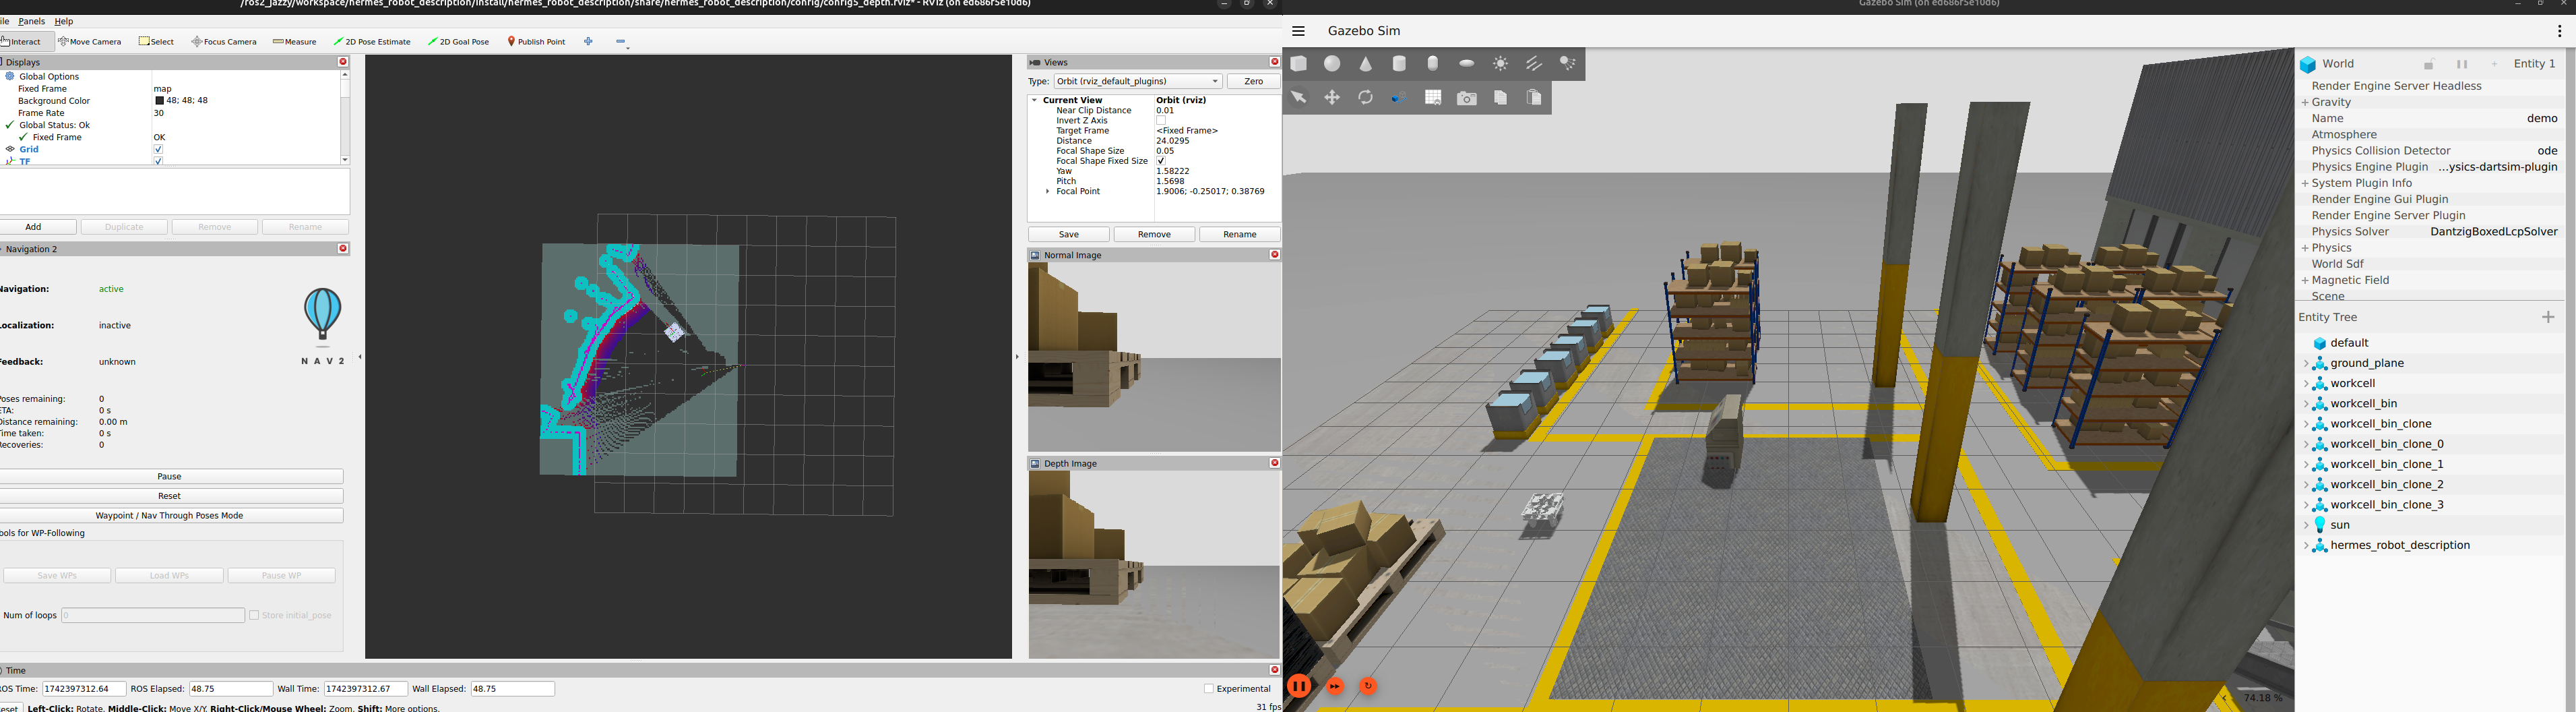 /ros2_jazzy/workspace/hermes_robot_description/install/hermes_robot_description/share/hermes_robot_description/config/config5_depth.rviz* - RViz (on ed686f5e10d6)
ile Panels Help
Interact Move Camera Select Focus Camera Measure 2D Pose Estimate 2D Goal Pose Publish Point
Displays
Global Options
Fixed Frame map
Background Color 48; 48; 48
Frame Rate 30
Global Status: Ok
Fixed Frame OK
Grid
TF
Add Duplicate Remove Rename
Navigation 2
Navigation: active
Localization: inactive
Feedback: unknown
NAV2
Poses remaining: 0
ETA: 0 s
Distance remaining: 0.00 m
Time taken: 0 s
Recoveries: 0
Pause
Reset
Waypoint / Nav Through Poses Mode
ools for WP-Following
Save WPs Load WPs Pause WP
Num of loops 0 Store initial_pose
Views
Type: Orbit (rviz_default_plugins) Zero
Current View Orbit (rviz)
Near Clip Distance 0.01
Invert Z Axis
Target Frame <Fixed Frame>
Distance 24.0295
Focal Shape Size 0.05
Focal Shape Fixed Size
Yaw 1.58222
Pitch 1.5698
Focal Point 1.9006; -0.25017; 0.38769
Save Remove Rename
Normal Image
Depth Image
Time
ROS Time: 1742397312.64 ROS Elapsed: 48.75 Wall Time: 1742397312.67 Wall Elapsed: 48.75 Experimental
eset Left-Click: Rotate. Middle-Click: Move X/Y. Right-Click/Mouse Wheel: Zoom. Shift: More options. 31 fps
Gazebo Sim (on ed686f5e10d6)
Gazebo Sim
World Entity 1
Render Engine Server Headless
Gravity
Name demo
Atmosphere
Physics Collision Detector ode
Physics Engine Plugin ...ysics-dartsim-plugin
System Plugin Info
Render Engine Gui Plugin
Render Engine Server Plugin
Physics Solver DantzigBoxedLcpSolver
Physics
World Sdf
Magnetic Field
Scene
Entity Tree
default
ground_plane
workcell
workcell_bin
workcell_bin_clone
workcell_bin_clone_0
workcell_bin_clone_1
workcell_bin_clone_2
workcell_bin_clone_3
sun
hermes_robot_description
74.18 %